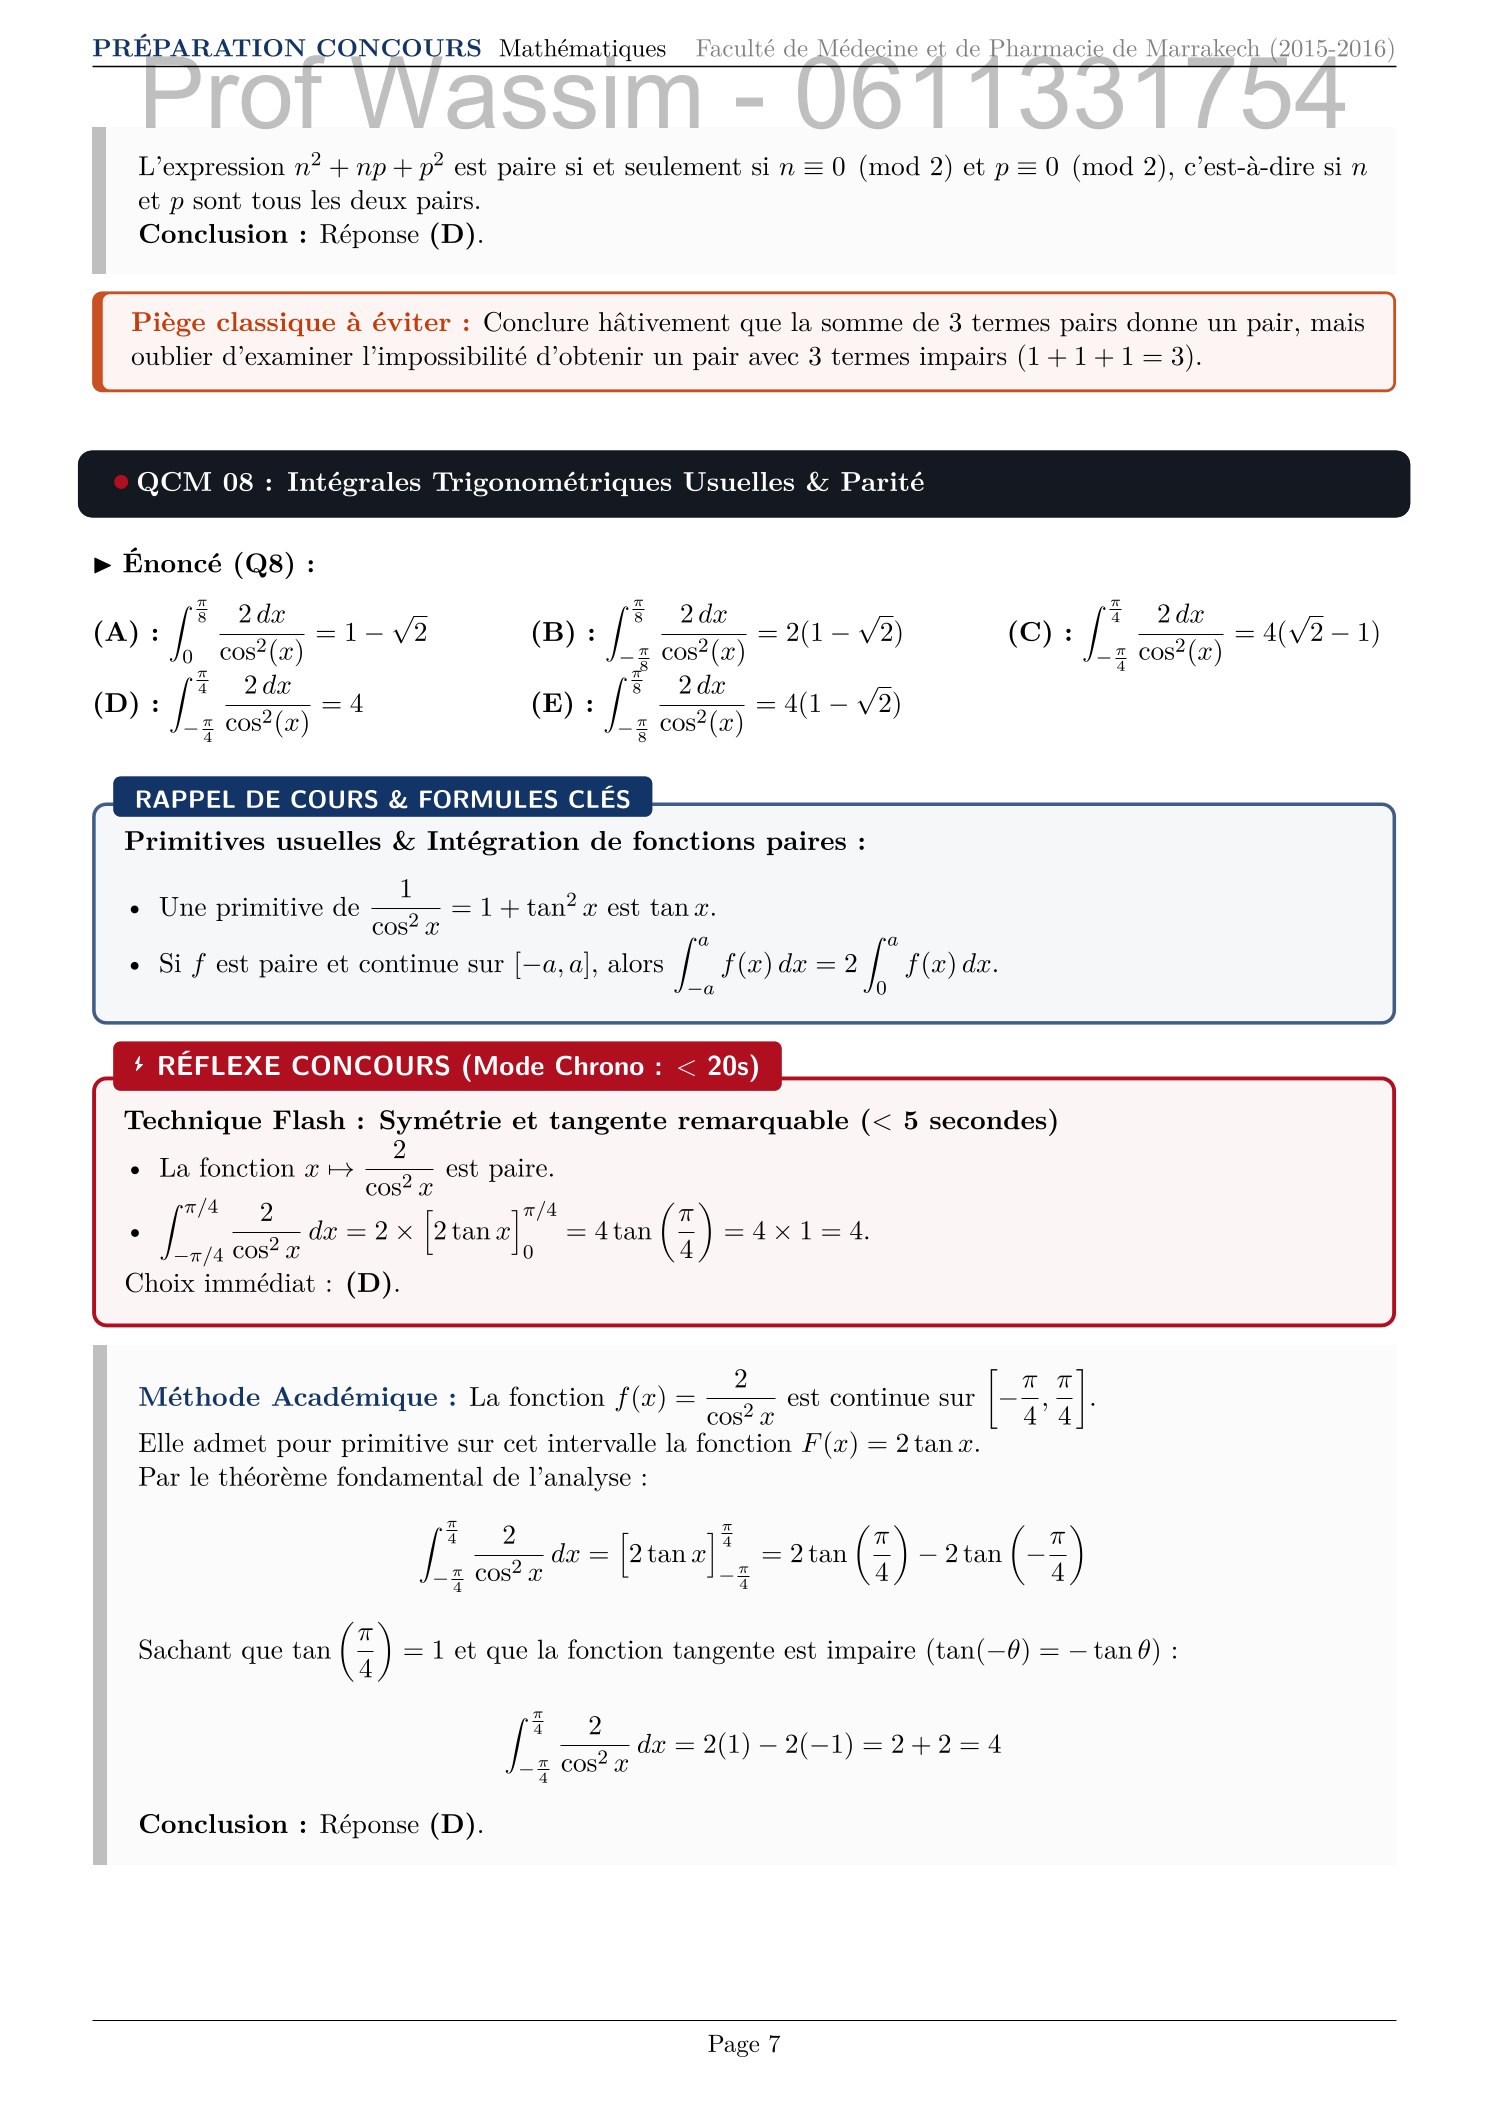 PRÉPARATION CONCOURS Mathématiques Faculté de Médecine et de Pharmacie de Marrakech (2015-2016)
Prof Wassim - 0611331754
L'expression n² + np + p² est paire si et seulement si n ≡ 0 (mod 2) et p ≡ 0 (mod 2), c'est-à-dire si n
et p sont tous les deux pairs.
Conclusion : Réponse (D).
Piège classique à éviter : Conclure hâtivement que la somme de 3 termes pairs donne un pair, mais
oublier d'examiner l'impossibilité d'obtenir un pair avec 3 termes impairs (1 + 1 + 1 = 3).
● QCM 08 : Intégrales Trigonométriques Usuelles & Parité
▶ Énoncé (Q8) :
(A) : ∫_0^{π/8} 2 dx / cos²(x) = 1 − √2 (B) : ∫_{−π/8}^{π/8} 2 dx / cos²(x) = 2(1 − √2) (C) : ∫_{−π/4}^{π/4} 2 dx / cos²(x) = 4(√2 − 1)
(D) : ∫_{−π/4}^{π/4} 2 dx / cos²(x) = 4 (E) : ∫_{−π/8}^{π/8} 2 dx / cos²(x) = 4(1 − √2)
RAPPEL DE COURS & FORMULES CLÉS
Primitives usuelles & Intégration de fonctions paires :
• Une primitive de 1 / cos² x = 1 + tan² x est tan x.
• Si f est paire et continue sur [−a, a], alors ∫_{−a}^{a} f(x) dx = 2 ∫_0^a f(x) dx.
RÉFLEXE CONCOURS (Mode Chrono : < 20s)
Technique Flash : Symétrie et tangente remarquable (< 5 secondes)
• La fonction x ↦ 2 / cos² x est paire.
• ∫_{−π/4}^{π/4} 2 / cos² x dx = 2 × [2 tan x]_0^{π/4} = 4 tan (π/4) = 4 × 1 = 4.
Choix immédiat : (D).
Méthode Académique : La fonction f(x) = 2 / cos² x est continue sur [−π/4, π/4].
Elle admet pour primitive sur cet intervalle la fonction F(x) = 2 tan x.
Par le théorème fondamental de l'analyse :
∫_{−π/4}^{π/4} 2 / cos² x dx = [2 tan x]_{−π/4}^{π/4} = 2 tan (π/4) − 2 tan (−π/4)
Sachant que tan (π/4) = 1 et que la fonction tangente est impaire (tan(−θ) = − tan θ) :
∫_{−π/4}^{π/4} 2 / cos² x dx = 2(1) − 2(−1) = 2 + 2 = 4
Conclusion : Réponse (D).
Page 7